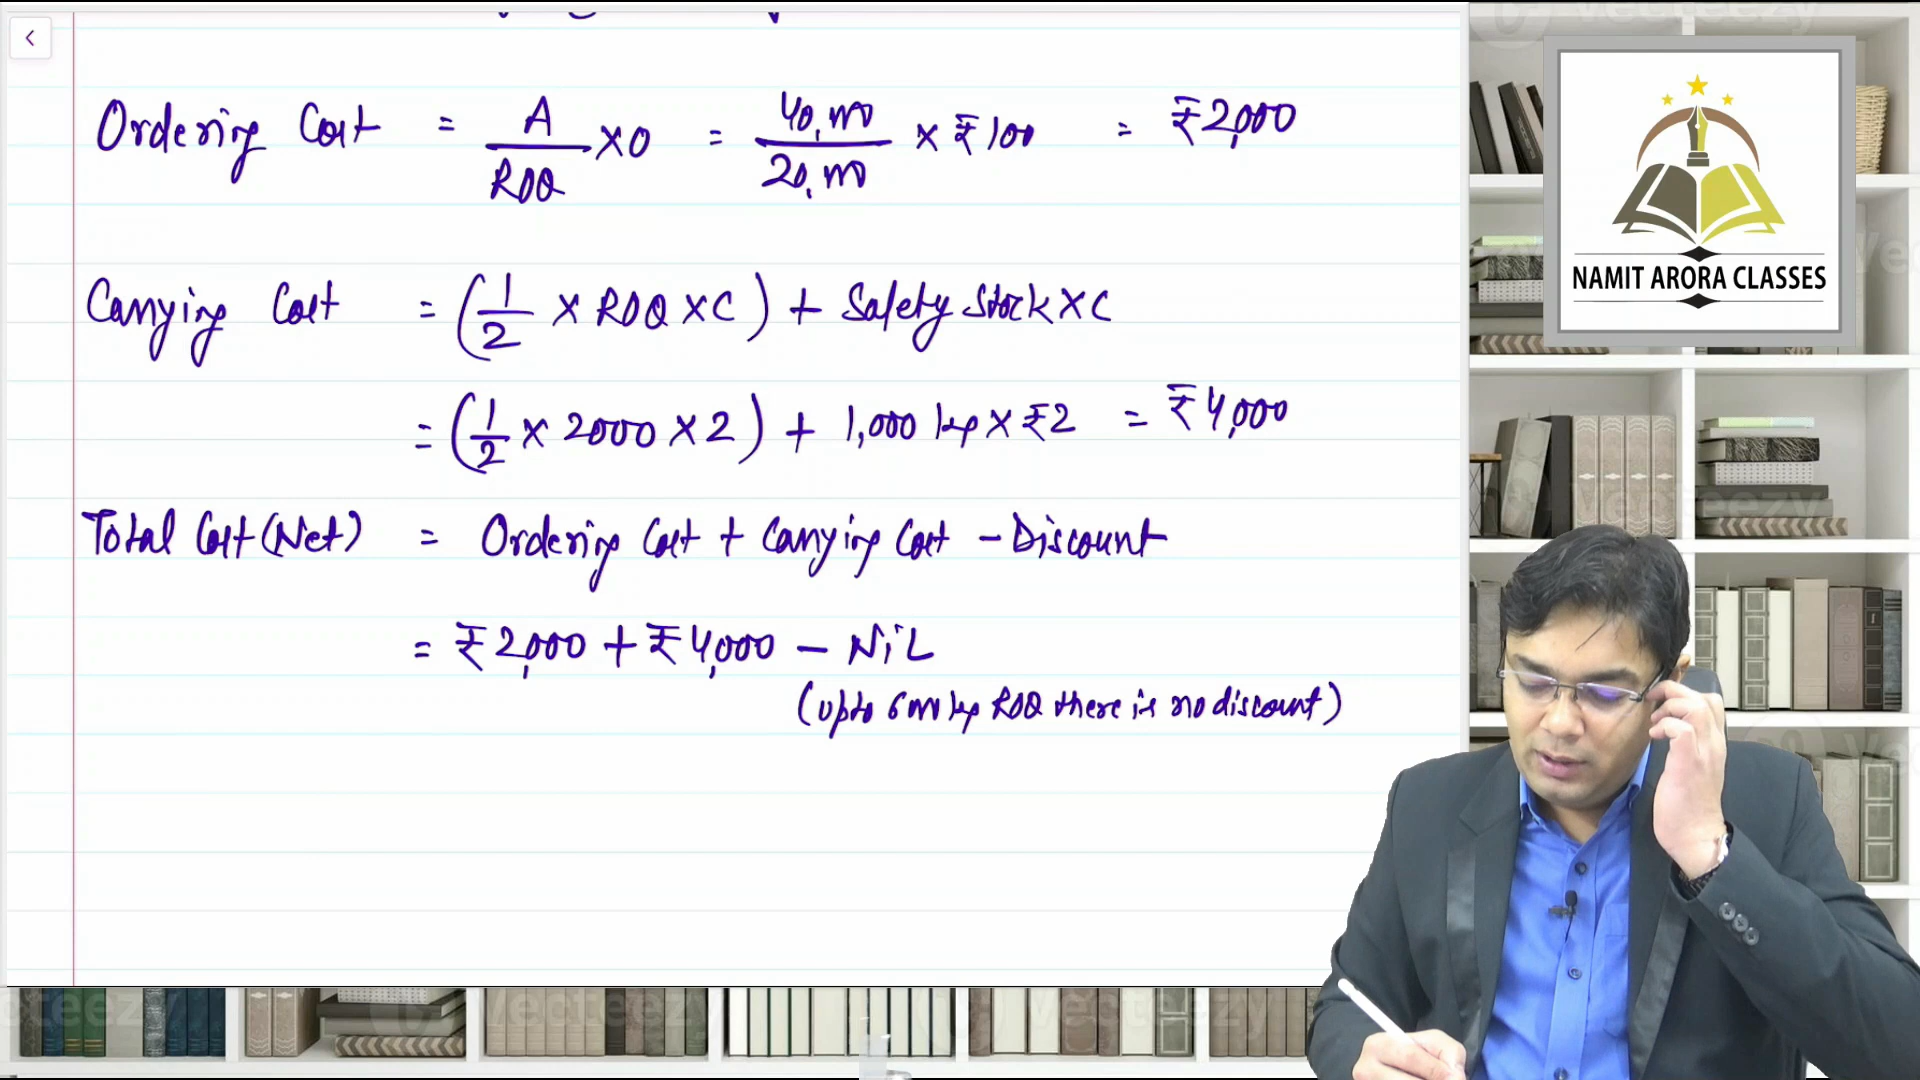 Ordering Cost = A / ROQ × O = 40,000 / 20,00 × ₹100 = ₹2,000
Carrying Cost = (1/2 × ROQ × C) + Safety Stock × C
= (1/2 × 2000 × 2) + 1,000 kg × ₹2 = ₹4,000
Total Cost (Net) = Ordering Cost + Carrying Cost - Discount
= ₹2,000 + ₹4,000 - NiL
(upto 6000 kg ROQ there is no discount)
NAMIT ARORA CLASSES